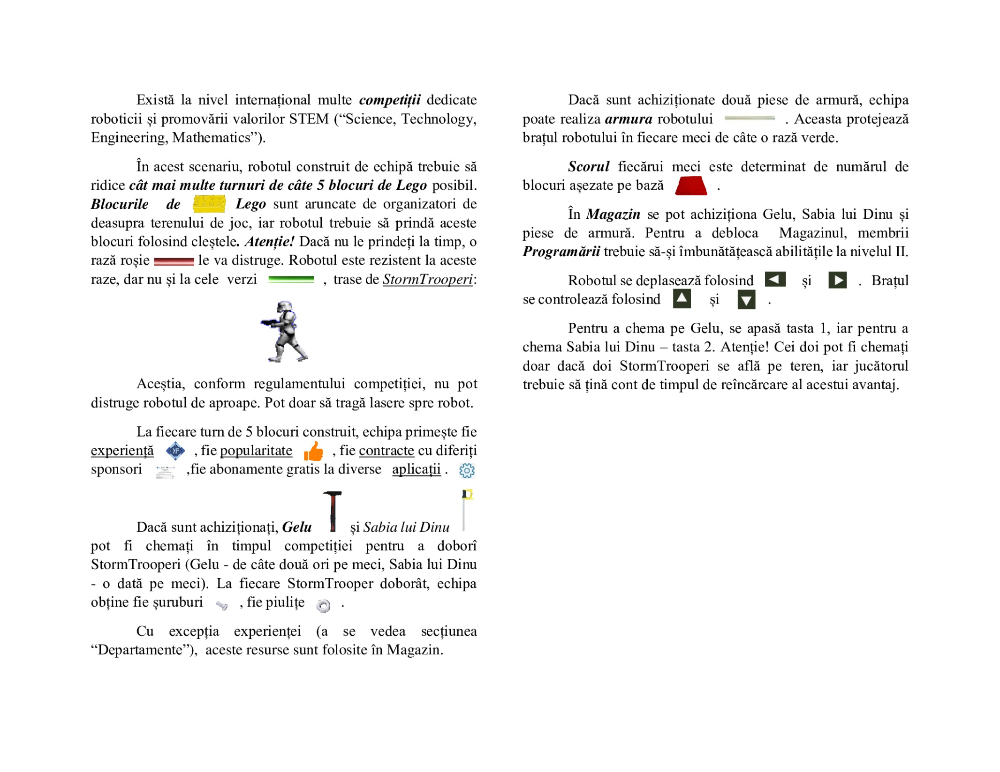 Există la nivel internațional multe competiții dedicate
roboticii și promovării valorilor STEM (“Science, Technology,
Engineering, Mathematics”).
În acest scenariu, robotul construit de echipă trebuie să
ridice cât mai multe turnuri de câte 5 blocuri de Lego posibil.
Blocurile de Lego sunt aruncate de organizatori de
deasupra terenului de joc, iar robotul trebuie să prindă aceste
blocuri folosind cleștele. Atenție! Dacă nu le prindeți la timp, o
rază roșie le va distruge. Robotul este rezistent la aceste
raze, dar nu și la cele verzi , trase de StormTrooperi:
Aceștia, conform regulamentului competiției, nu pot
distruge robotul de aproape. Pot doar să tragă lasere spre robot.
La fiecare turn de 5 blocuri construit, echipa primește fie
experiență XP , fie popularitate , fie contracte cu diferiți
sponsori ,fie abonamente gratis la diverse aplicații .
Dacă sunt achiziționați, Gelu și Sabia lui Dinu
pot fi chemați în timpul competiției pentru a doborî
StormTrooperi (Gelu - de câte două ori pe meci, Sabia lui Dinu
- o dată pe meci). La fiecare StormTrooper doborât, echipa
obține fie șuruburi , fie piulițe .
Cu excepția experienței (a se vedea secțiunea
“Departamente”), aceste resurse sunt folosite în Magazin.
Dacă sunt achiziționate două piese de armură, echipa
poate realiza armura robotului . Aceasta protejează
brațul robotului în fiecare meci de câte o rază verde.
Scorul fiecărui meci este determinat de numărul de
blocuri așezate pe bază .
În Magazin se pot achiziționa Gelu, Sabia lui Dinu și
piese de armură. Pentru a debloca Magazinul, membrii
Programării trebuie să-și îmbunătățească abilitățile la nivelul II.
Robotul se deplasează folosind și . Brațul
se controlează folosind și .
Pentru a chema pe Gelu, se apasă tasta 1, iar pentru a
chema Sabia lui Dinu – tasta 2. Atenție! Cei doi pot fi chemați
doar dacă doi StormTrooperi se află pe teren, iar jucătorul
trebuie să țină cont de timpul de reîncărcare al acestui avantaj.